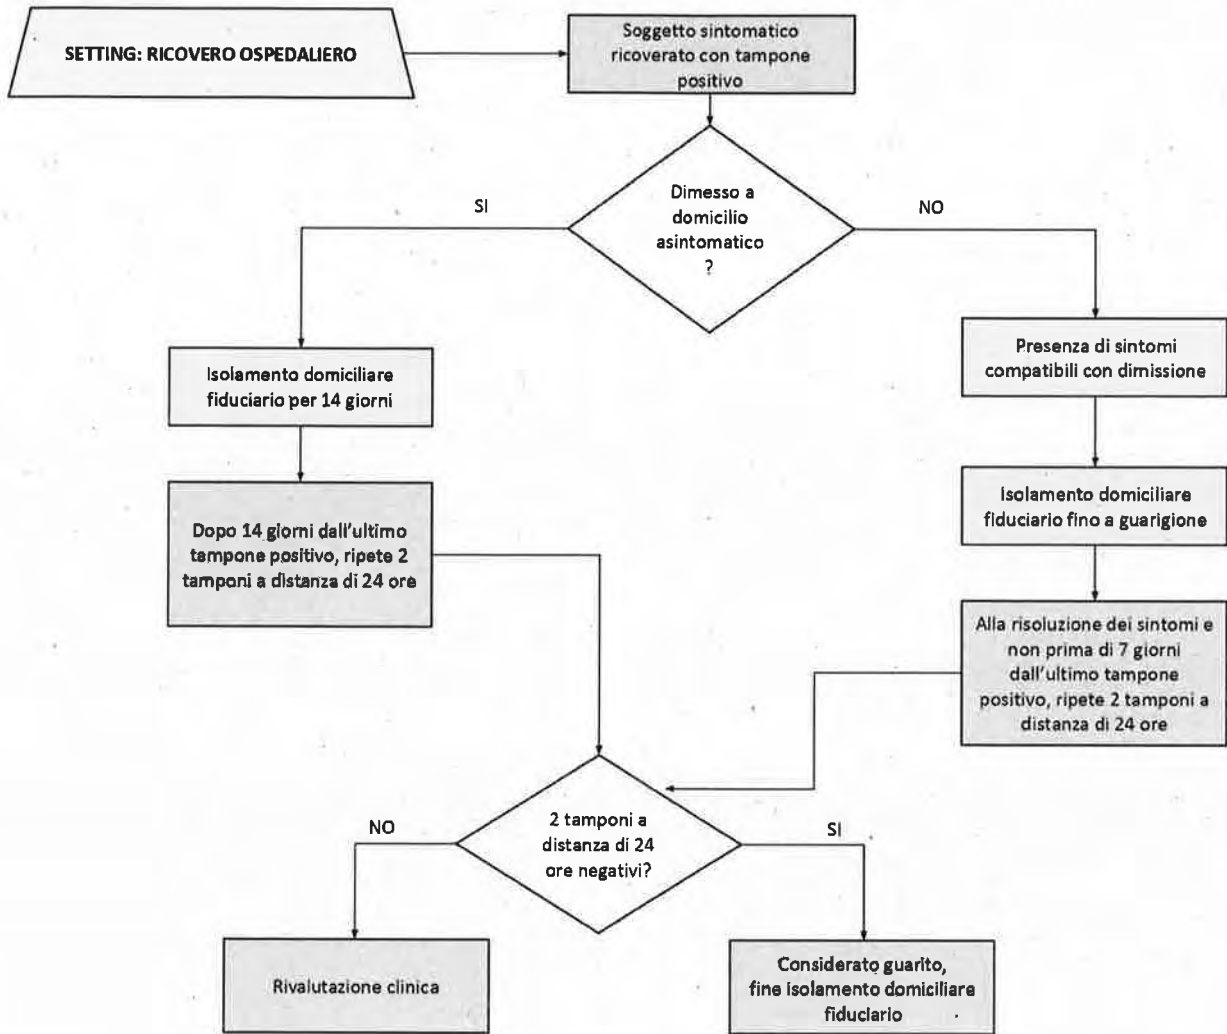 SETTING: RICOVERO OSPEDALIERO
Soggetto sintomatico
ricoverato con tampone
positivo
Dimesso a
domicilio
asintomatico
?
SI
NO
Isolamento domiciliare
fiduciario per 14 giorni
Presenza di sintomi
compatibili con dimissione
Dopo 14 giorni dall'ultimo
tampone positivo, ripete 2
tamponi a distanza di 24 ore
Isolamento domiciliare
fiduciario fino a guarigione
Alla risoluzione dei sintomi e
non prima di 7 giorni
dall'ultimo tampone
positivo, ripete 2 tamponi a
distanza di 24 ore
2 tamponi a
distanza di 24
ore negativi?
NO
SI
Rivalutazione clinica
Considerato guarito,
fine isolamento domiciliare
fiduciario